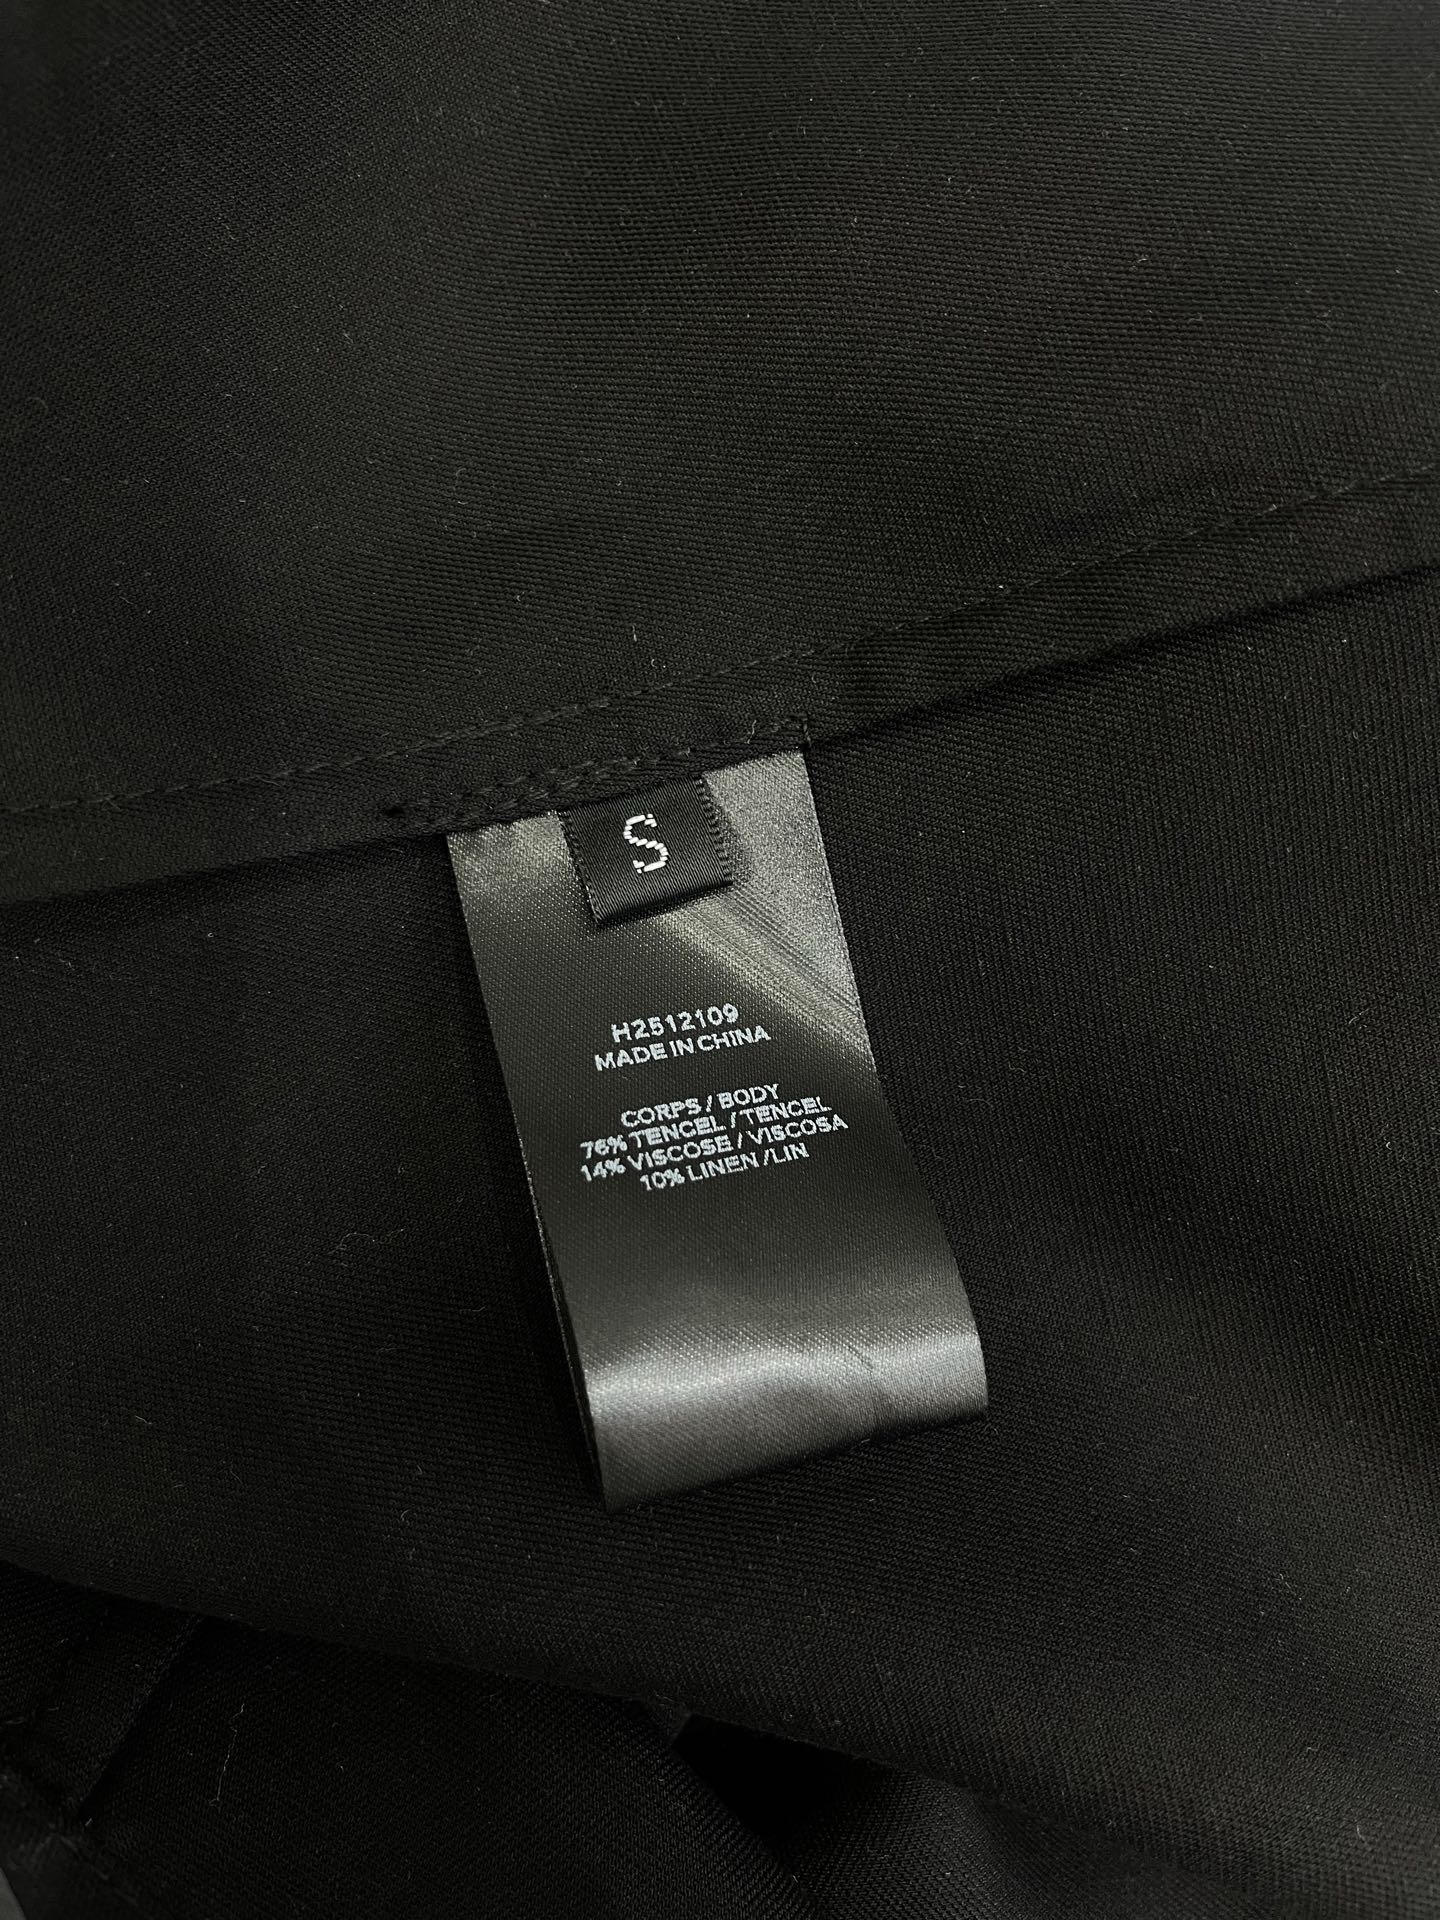 S
H2512109
MADE IN CHINA
CORPS / BODY
76% TENCEL / TENCEL
14% VISCOSE / VISCOSA
10% LINEN / LIN